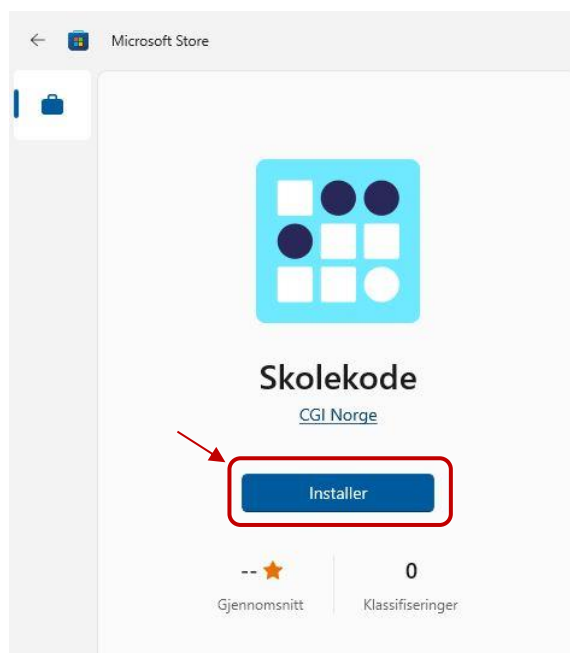 Microsoft Store
Skolekode
CGI Norge
Installer
-- 0
Gjennomsnitt Klassifiseringer